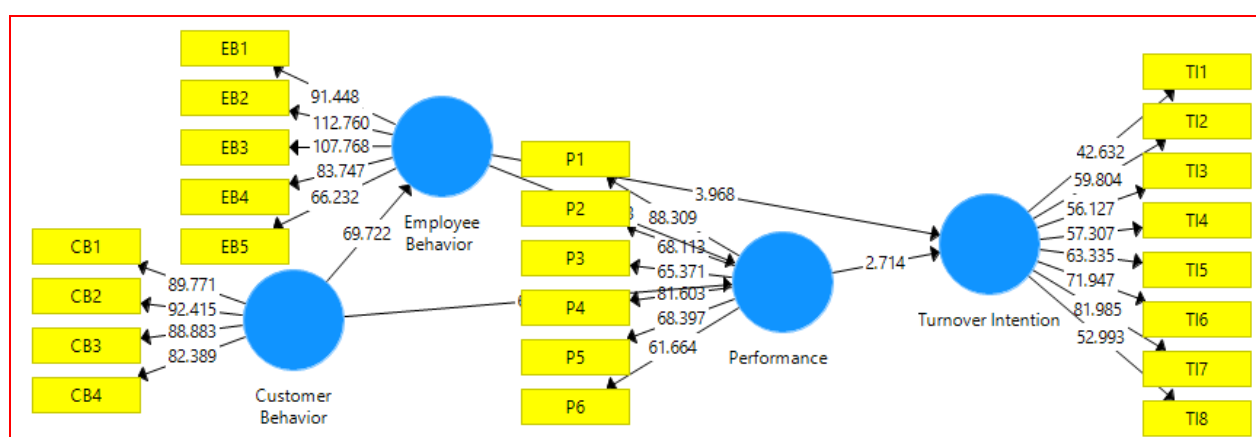 EB1
EB2
EB3
EB4
EB5
91.448
112.760
107.768
83.747
66.232
Employee
Behavior
69.722
CB1
CB2
CB3
CB4
89.771
92.415
88.883
82.389
Customer
Behavior
P1
P2
P3
P4
P5
P6
3.968
88.309
68.113
65.371
81.603
68.397
61.664
Performance
2.714
Turnover Intention
42.632
59.804
56.127
57.307
63.335
71.947
81.985
52.993
TI1
TI2
TI3
TI4
TI5
TI6
TI7
TI8